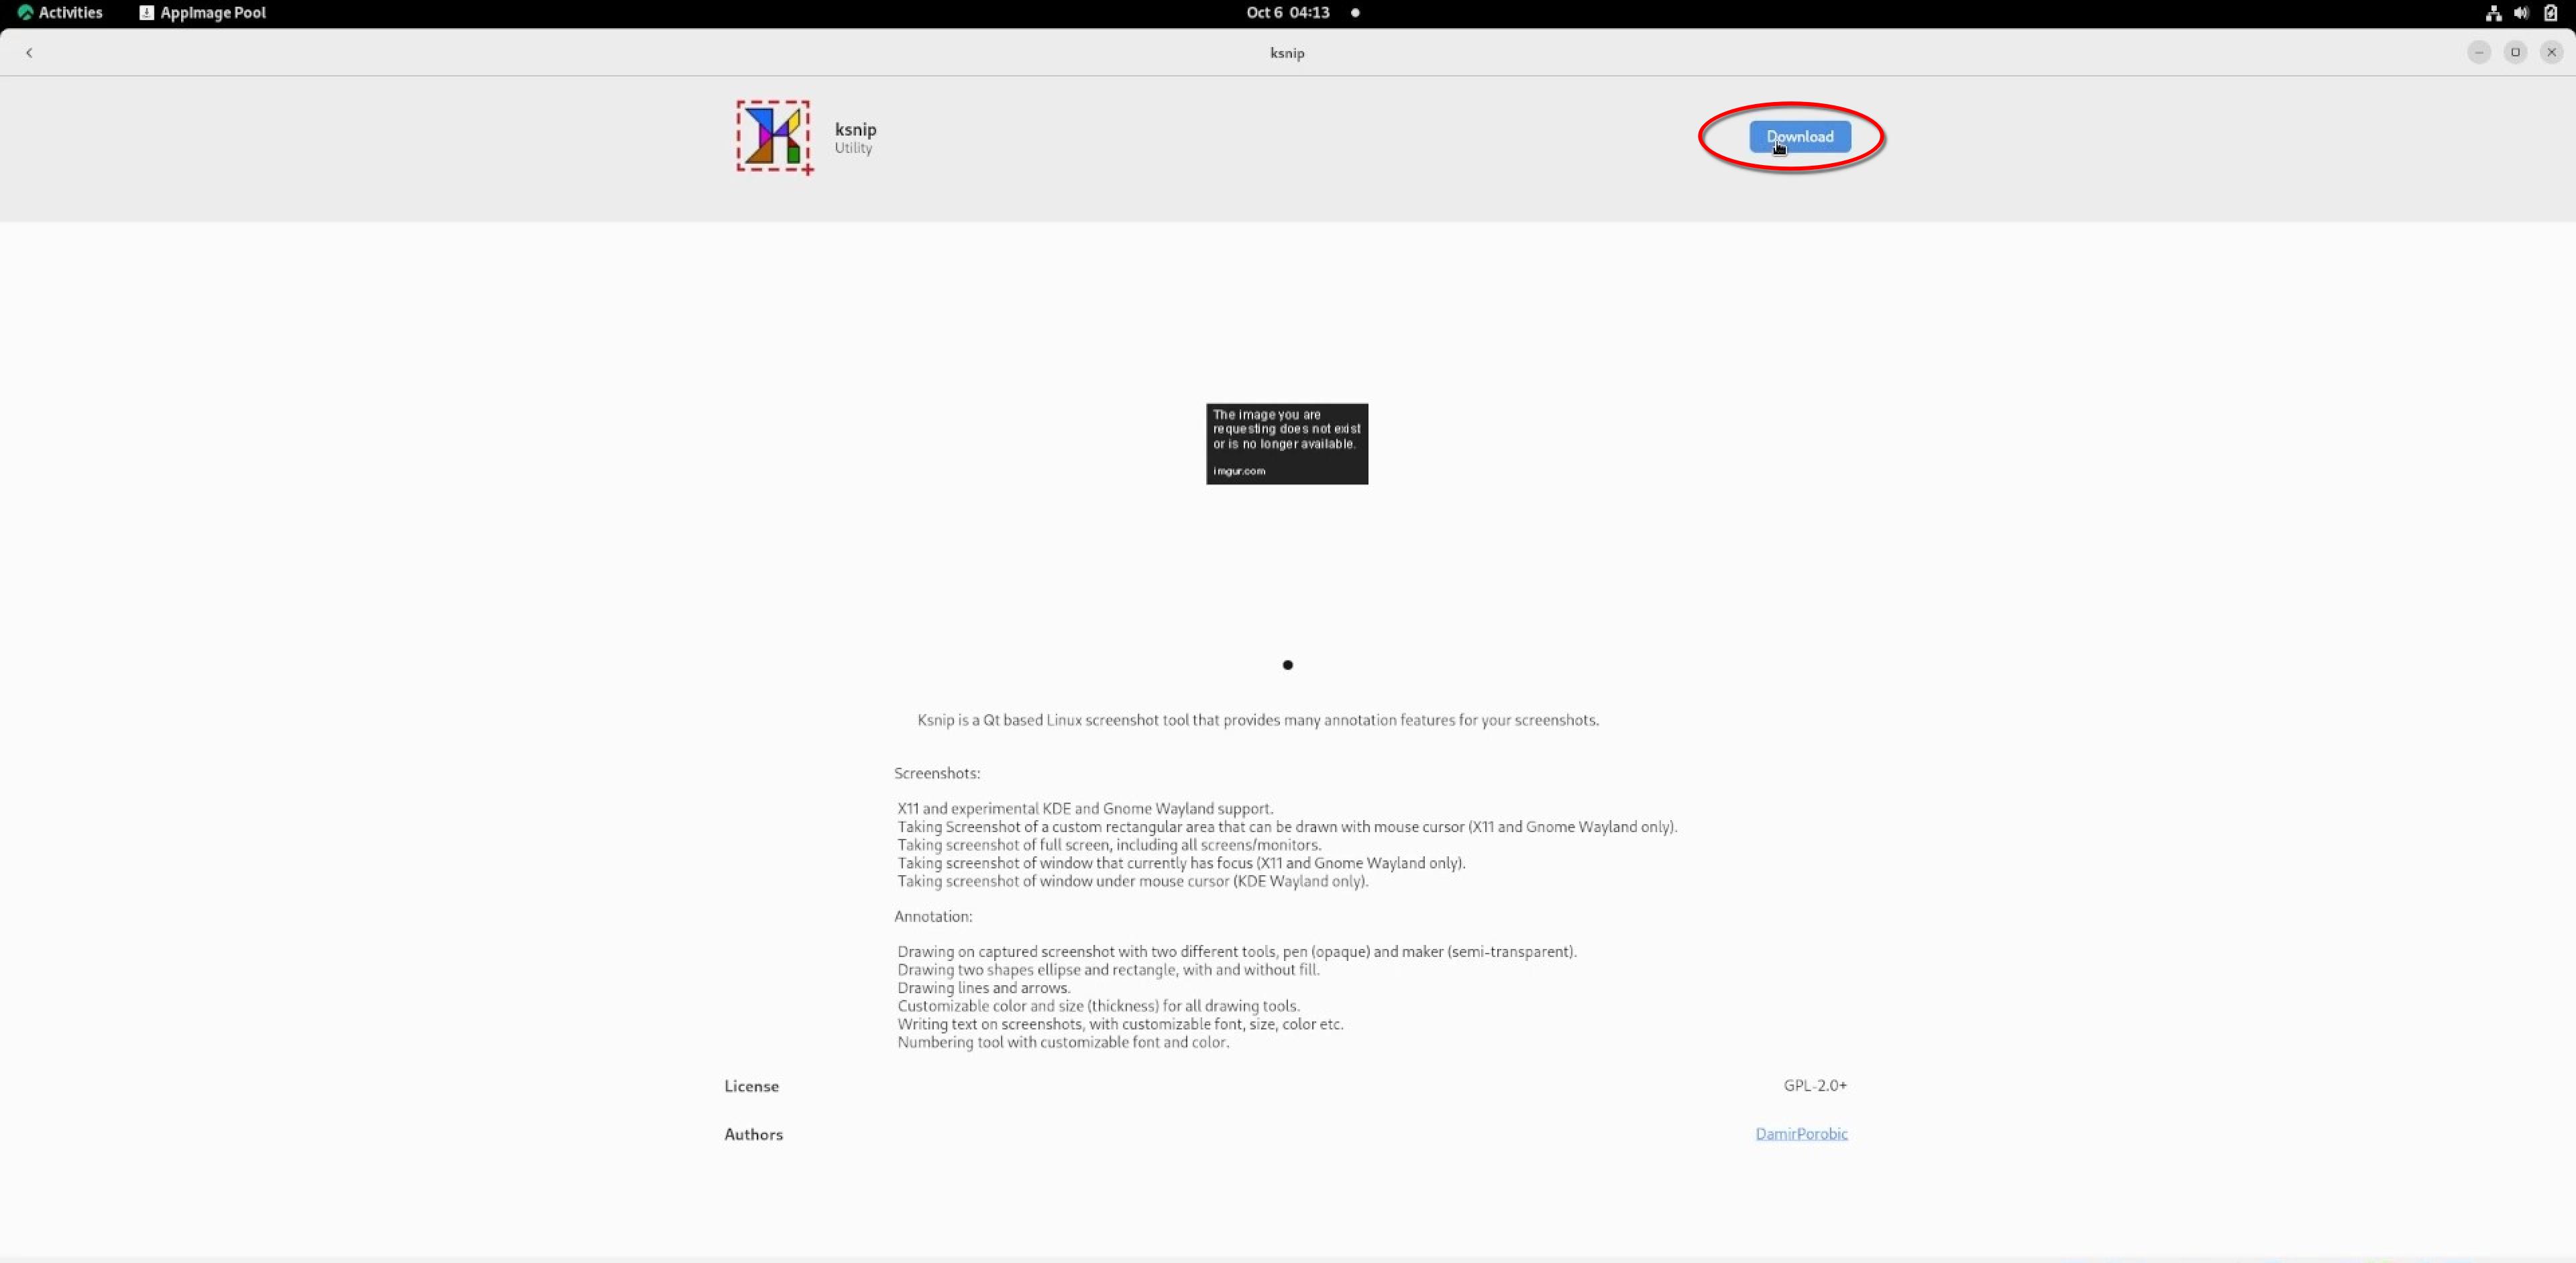 Activities
AppImage Pool
Oct 6 04:13
ksnip
ksnip
Utility
Download
The image you are
requesting does not exist
or is no longer available.
imgur.com
Ksnip is a Qt based Linux screenshot tool that provides many annotation features for your screenshots.
Screenshots:
X11 and experimental KDE and Gnome Wayland support.
Taking Screenshot of a custom rectangular area that can be drawn with mouse cursor (X11 and Gnome Wayland only).
Taking screenshot of full screen, including all screens/monitors.
Taking screenshot of window that currently has focus (X11 and Gnome Wayland only).
Taking screenshot of window under mouse cursor (KDE Wayland only).
Annotation:
Drawing on captured screenshot with two different tools, pen (opaque) and maker (semi-transparent).
Drawing two shapes ellipse and rectangle, with and without fill.
Drawing lines and arrows.
Customizable color and size (thickness) for all drawing tools.
Writing text on screenshots, with customizable font, size, color etc.
Numbering tool with customizable font and color.
License
GPL-2.0+
Authors
DamirPorobic